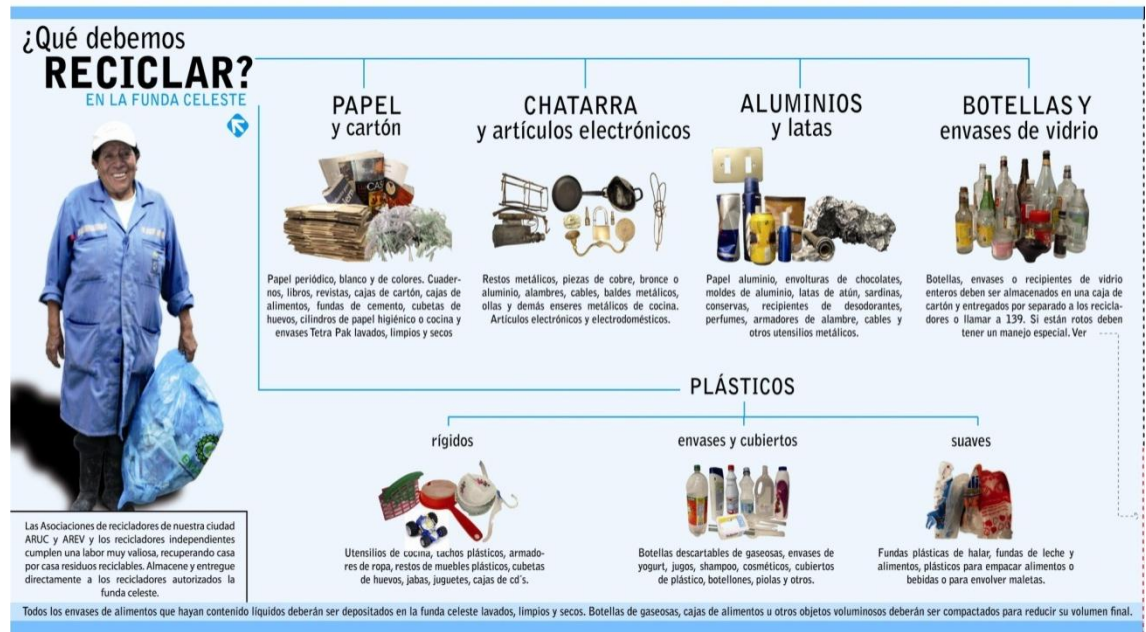 ¿Qué debemos
RECICLAR?
EN LA FUNDA CELESTE
PAPEL
y cartón
Papel periódico, blanco y de colores. Cuader-
nos, libros, revistas, cajas de cartón, cajas de
alimentos, fundas de cemento, cubetas de
huevos, cilindros de papel higiénico o cocina y
envases Tetra Pak lavados, limpios y secos
CHATARRA
y artículos electrónicos
Restos metálicos, piezas de cobre, bronce o
aluminio, alambres, cables, baldes metálicos,
ollas y demás enseres metálicos de cocina.
Artículos electrónicos y electrodomésticos.
ALUMINIOS
y latas
Papel aluminio, envolturas de chocolates,
moldes de aluminio, latas de atún, sardinas,
conservas, recipientes de desodorantes,
perfumes, armadores de alambre, cables y
otros utensilios metálicos.
BOTELLAS Y
envases de vidrio
Botellas, envases o recipientes de vidrio
enteros deben ser almacenados en una caja de
cartón y entregados por separado a los recicla-
dores o llamar a 139. Si están rotos deben
tener un manejo especial. Ver
PLÁSTICOS
rígidos
Utensilios de cocina, tachos plásticos, armado-
res de ropa, restos de muebles plásticos, cubetas
de huevos, jabas, juguetes, cajas de cd´s.
envases y cubiertos
Botellas descartables de gaseosas, envases de
yogurt, jugos, shampoo, cosméticos, cubiertos
de plástico, botellones, piolas y otros.
suaves
Fundas plásticas de halar, fundas de leche y
alimentos, plásticos para empacar alimentos o
bebidas o para envolver maletas.
Las Asociaciones de recicladores de nuestra ciudad
ARUC y AREV y los recicladores independientes
cumplen una labor muy valiosa, recuperando casa
por casa residuos reciclables. Almacene y entregue
directamente a los recicladores autorizados la
funda celeste.
Todos los envases de alimentos que hayan contenido líquidos deberán ser depositados en la funda celeste lavados, limpios y secos. Botellas de gaseosas, cajas de alimentos u otros objetos voluminosos deberán ser compactados para reducir su volumen final.